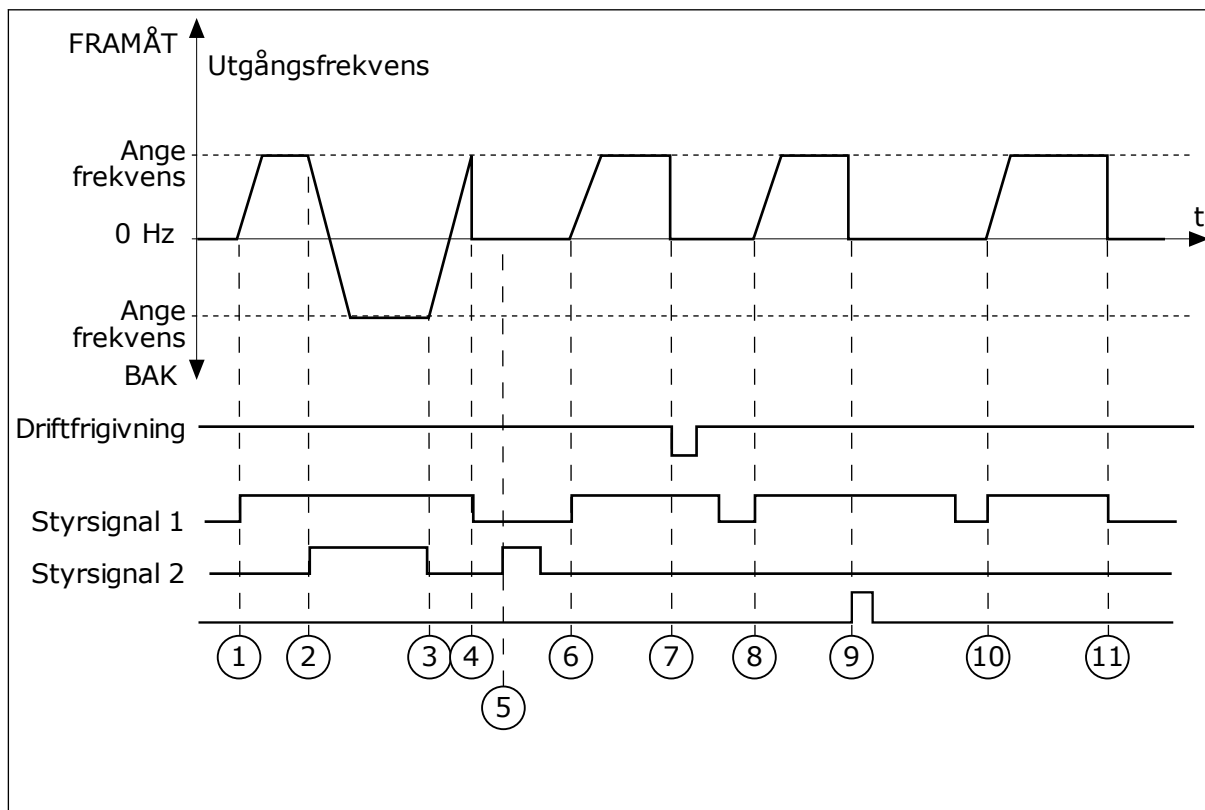 FRAMÅT
Utgångsfrekvens
Ange
frekvens
0 Hz
t
Ange
frekvens
BAK
Driftfrigivning
Styrsignal 1
Styrsignal 2
1 2 3 4 6 7 8 9 10 11
5